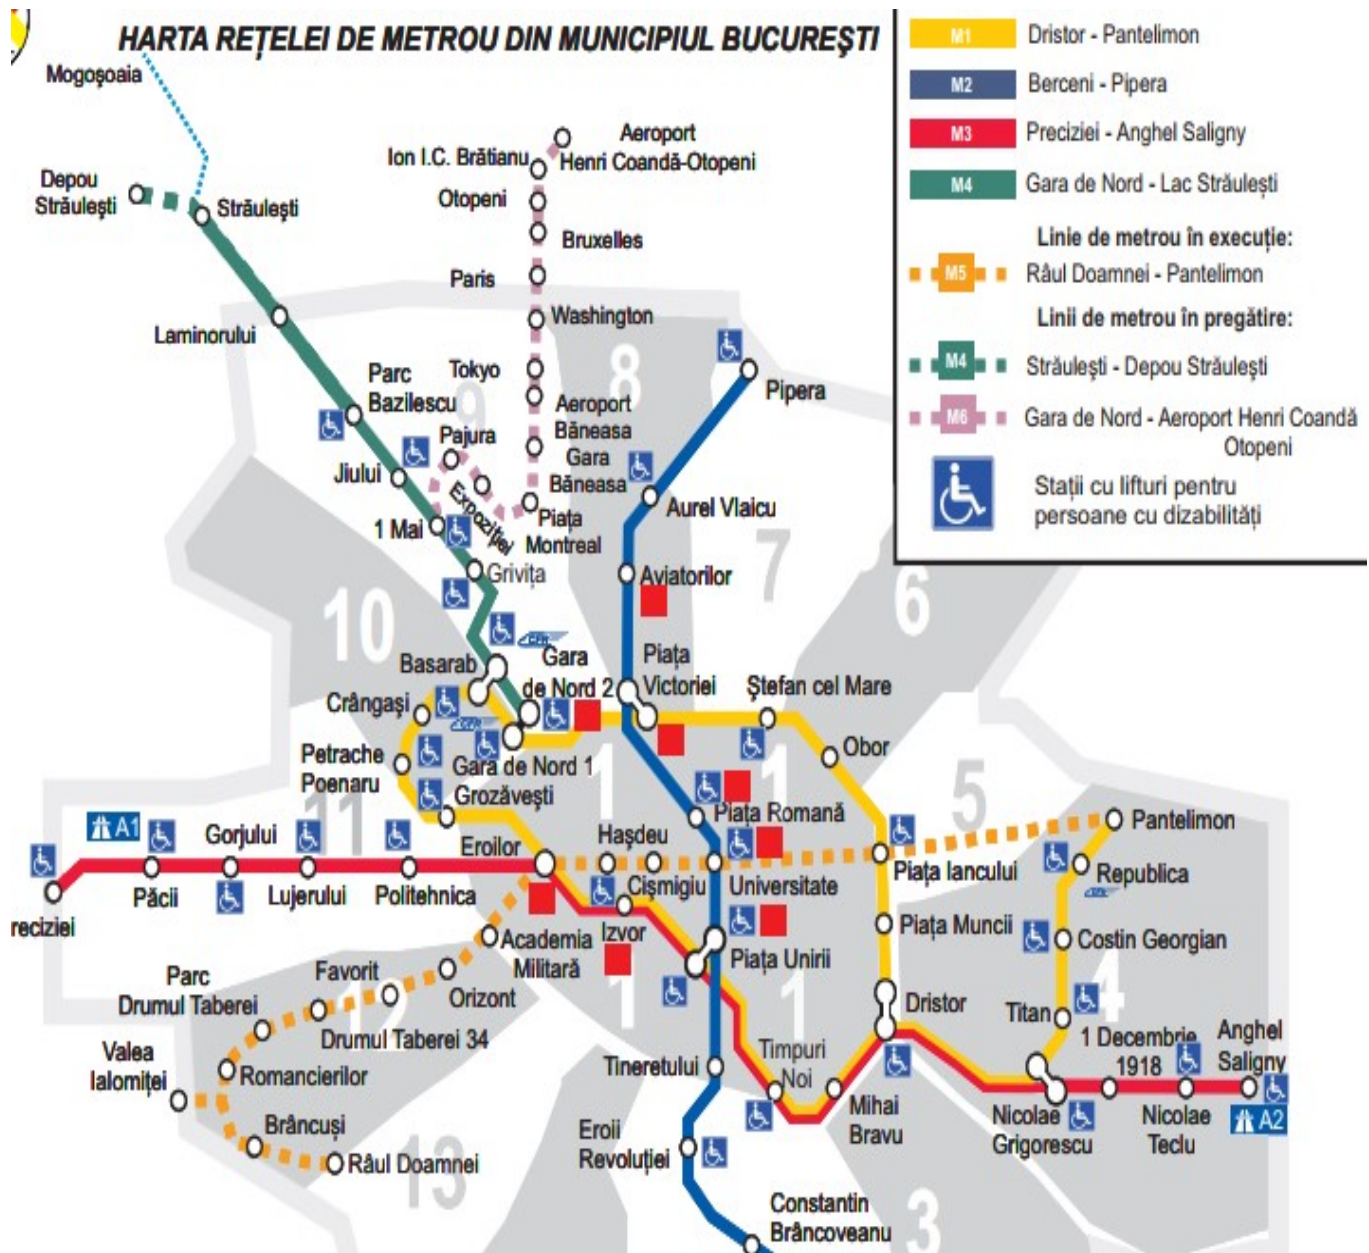 HARTA REȚELEI DE METROU DIN MUNICIPIUL BUCUREȘTI
M1 Dristor - Pantelimon
M2 Berceni - Pipera
M3 Preciziei - Anghel Saligny
M4 Gara de Nord - Lac Străulești
Linie de metrou în execuție:
M5 Râul Doamnei - Pantelimon
Linii de metrou în pregătire:
M4 Străulești - Depou Străulești
M6 Gara de Nord - Aeroport Henri Coandă
Otopeni
Stații cu lifturi pentru
persoane cu dizabilități
Mogoșoaia
Depou
Străulești
Străulești
Laminorului
Parc
Bazilescu
Jiului
Pajura
1 Mai
Expoziției
Grivița
Aeroport
Henri Coandă-Otopeni
Ion I.C. Brătianu
Otopeni
Bruxelles
Paris
Washington
Tokyo
Aeroport
Băneasa
Gara
Băneasa
Piața
Montreal
8
9
7
6
10
Pipera
Aurel Vlaicu
Aviatorilor
Piața
Victoriei
Ștefan cel Mare
Obor
Basarab
CFR
Gara
de Nord 2
Crângași
Petrache
Poenaru
Gara de Nord 1
Grozăvești
11
1
1
5
A1
Gorjului
Eroilor
Hașdeu
Piața Romană
Pantelimon
Republica
Piața Iancului
reciziei
Păcii
Lujerului
Politehnica
Cișmigiu
Universitate
Piața Muncii
Costin Georgian
Academia
Militară
Izvor
Piața Unirii
Parc
Drumul Taberei
Favorit
Orizont
12
1
1
Dristor
Titan
4
Drumul Taberei 34
Valea
Ialomiței
Romancierilor
Tineretului
Timpuri
Noi
1 Decembrie
1918
Anghel
Saligny
Brâncuși
Râul Doamnei
13
Eroii
Revoluției
Mihai
Bravu
Nicolae
Grigorescu
Nicolae
Teclu
A2
Constantin
Brâncoveanu
3